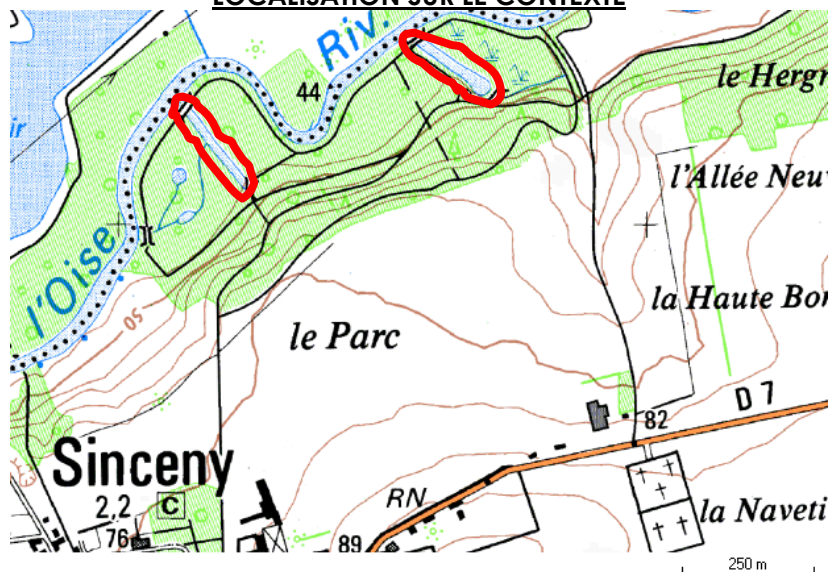 LOCALISATION SUR LE CONTEXTE
Riv.
44
le Hergr
l'Allée Neuv
l'Oise
50
la Haute Bor
le Parc
D 7
82
Sinceny
2,2
C
RN
la Naveti
76
89
250 m